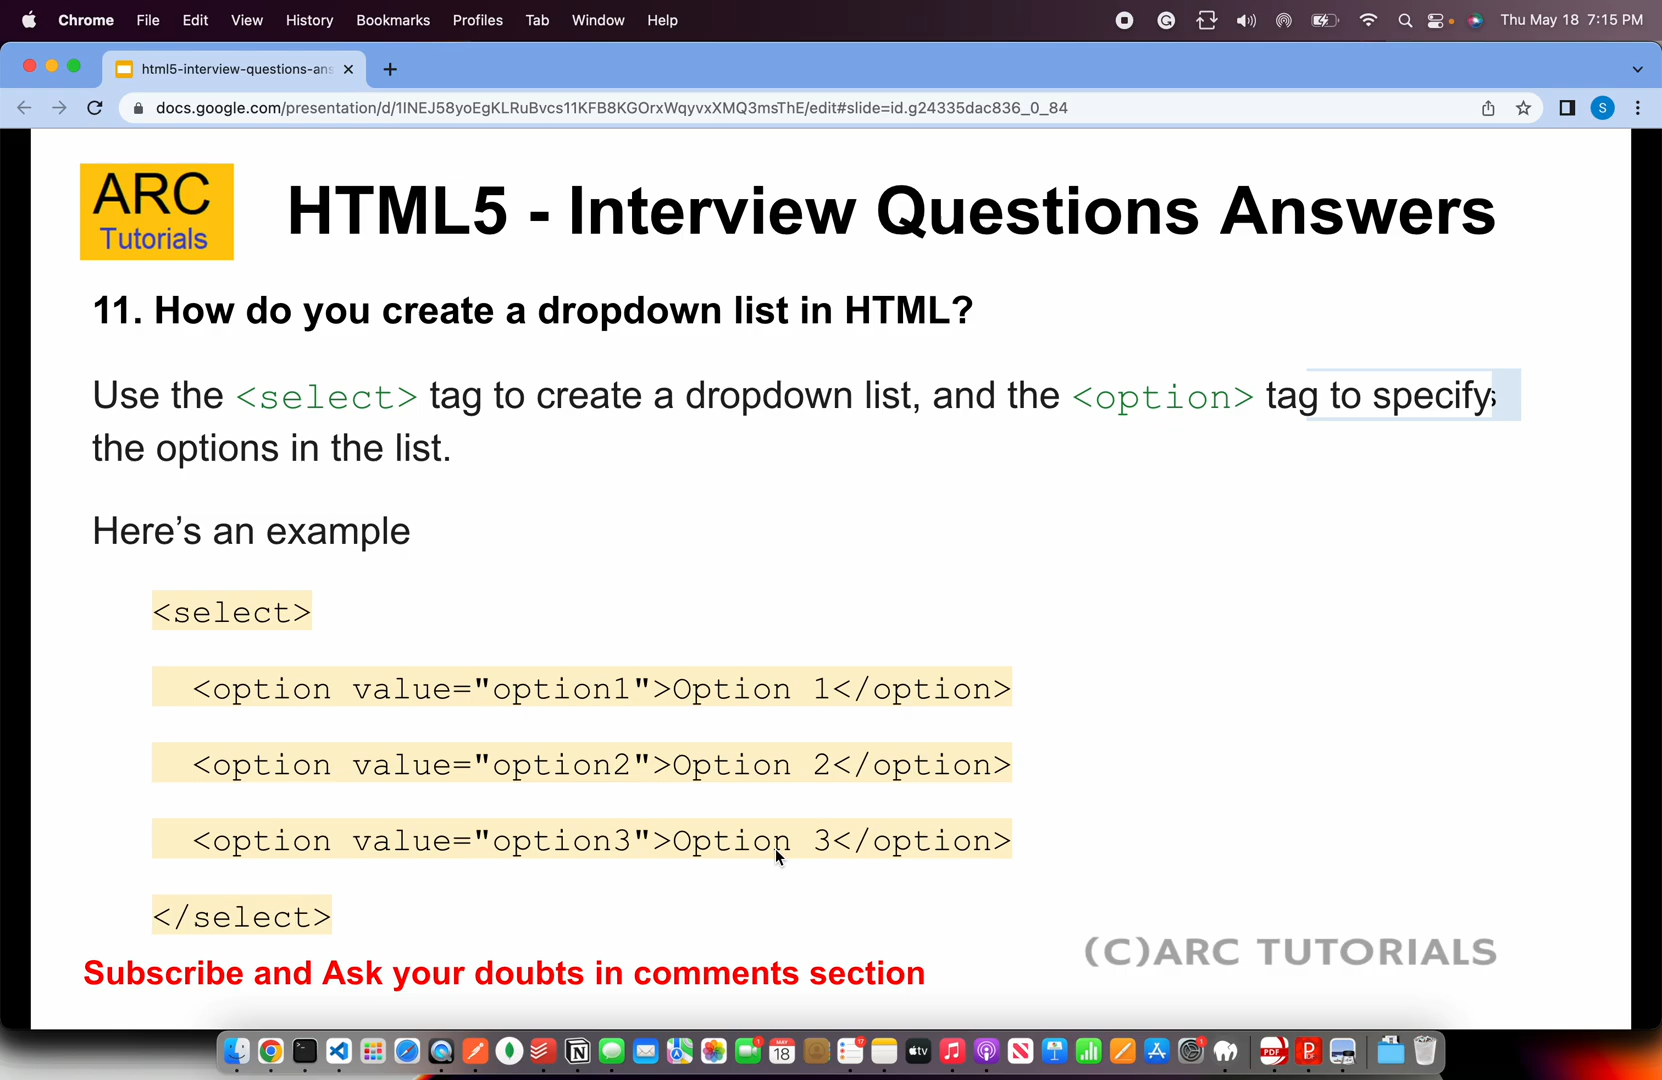 Chrome File Edit View History Bookmarks Profiles Tab Window Help Thu May 18 7:15 PM
html5-interview-questions-ans
docs.google.com/presentation/d/1INEJ58yoEgKLRuBvcs11KFB8KGOrxWqyvxXMQ3msThE/edit#slide=id.g24335dac836_0_84 S
ARC
Tutorials
HTML5 - Interview Questions Answers
11. How do you create a dropdown list in HTML?
Use the <select> tag to create a dropdown list, and the <option> tag to specify
the options in the list.
Here’s an example
<select>
<option value="option1">Option 1</option>
<option value="option2">Option 2</option>
<option value="option3">Option 3</option>
</select>
(C)ARC TUTORIALS
Subscribe and Ask your doubts in comments section